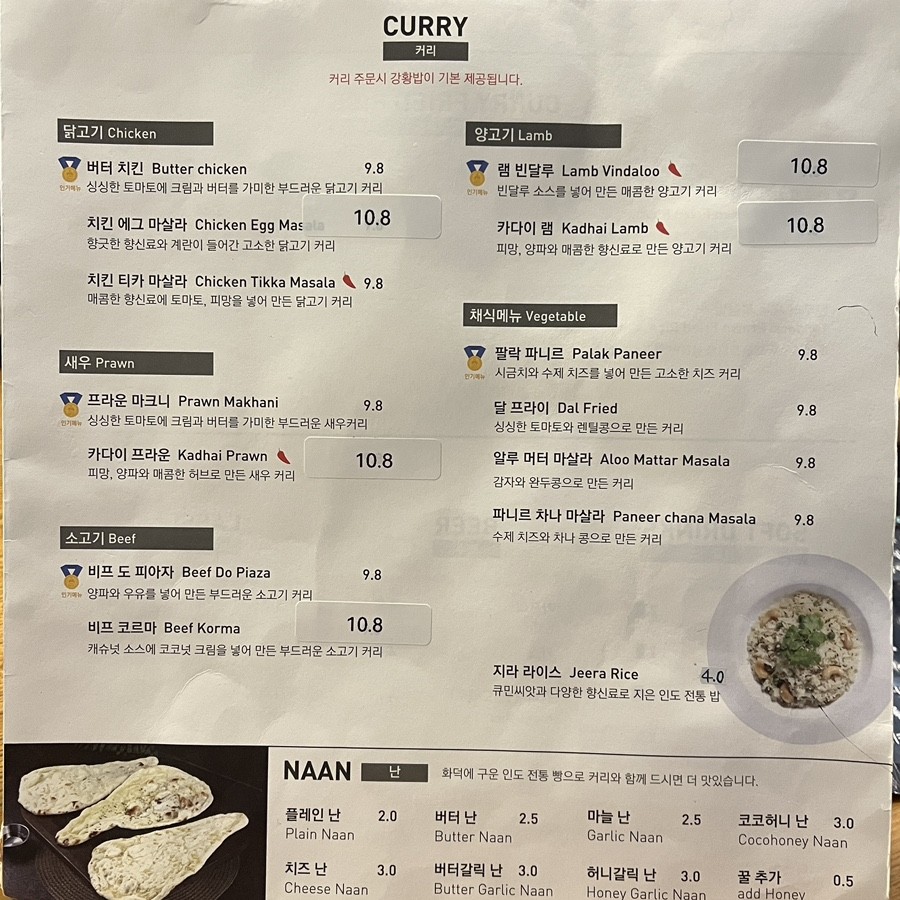 CURRY
커리
커리 주문시 강황밥이 기본 제공됩니다.
닭고기 Chicken
인기메뉴
버터 치킨 Butter chicken 9.8
싱싱한 토마토에 크림과 버터를 가미한 부드러운 닭고기 커리
치킨 에그 마살라 Chicken Egg Masala 10.8
향긋한 향신료와 계란이 들어간 고소한 닭고기 커리
치킨 티카 마살라 Chicken Tikka Masala 9.8
매콤한 향신료에 토마토, 피망을 넣어 만든 닭고기 커리
새우 Prawn
인기메뉴
프라운 마크니 Prawn Makhani 9.8
싱싱한 토마토에 크림과 버터를 가미한 부드러운 새우커리
카다이 프라운 Kadhai Prawn 10.8
피망, 양파와 매콤한 허브로 만든 새우 커리
소고기 Beef
인기메뉴
비프 도 피아자 Beef Do Piaza 9.8
양파와 우유를 넣어 만든 부드러운 소고기 커리
비프 코르마 Beef Korma 10.8
캐슈넛 소스에 코코넛 크림을 넣어 만든 부드러운 소고기 커리
양고기 Lamb
인기메뉴
램 빈달루 Lamb Vindaloo 10.8
빈달루 소스를 넣어 만든 매콤한 양고기 커리
카다이 램 Kadhai Lamb 10.8
피망, 양파와 매콤한 향신료로 만든 양고기 커리
채식메뉴 Vegetable
인기메뉴
팔락 파니르 Palak Paneer 9.8
시금치와 수제 치즈를 넣어 만든 고소한 치즈 커리
달 프라이 Dal Fried 9.8
싱싱한 토마토와 렌틸콩으로 만든 커리
알루 머터 마살라 Aloo Mattar Masala 9.8
감자와 완두콩으로 만든 커리
파니르 차나 마살라 Paneer chana Masala 9.8
수제 치즈와 차나 콩으로 만든 커리
지라 라이스 Jeera Rice 4.0
큐민씨앗과 다양한 향신료로 지은 인도 전통 밥
NAAN 난 화덕에 구운 인도 전통 빵으로 커리와 함께 드시면 더 맛있습니다.
플레인 난 2.0 버터 난 2.5 마늘 난 2.5 코코허니 난 3.0
Plain Naan Butter Naan Garlic Naan Cocohoney Naan
치즈 난 3.0 버터갈릭 난 3.0 허니갈릭 난 3.0 꿀 추가 0.5
Cheese Naan Butter Garlic Naan Honey Garlic Naan add Honey